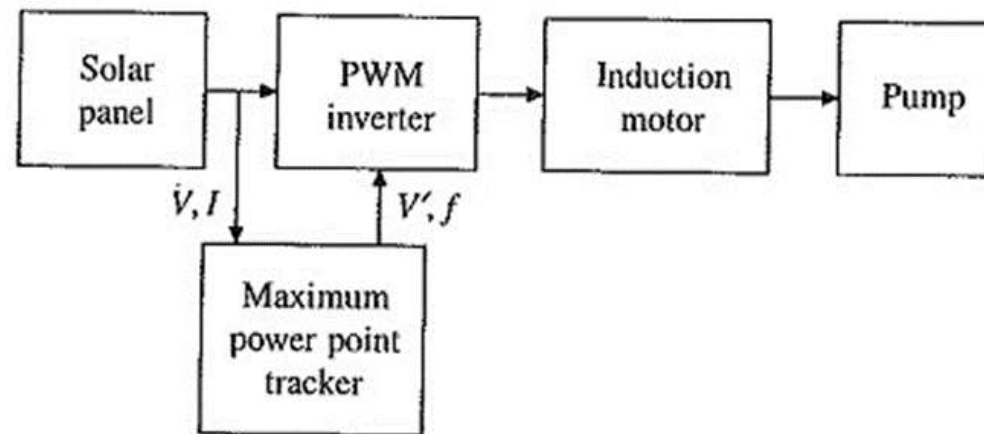 Solar
panel
PWM
inverter
Induction
motor
Pump
V, I
V′, f
Maximum
power point
tracker